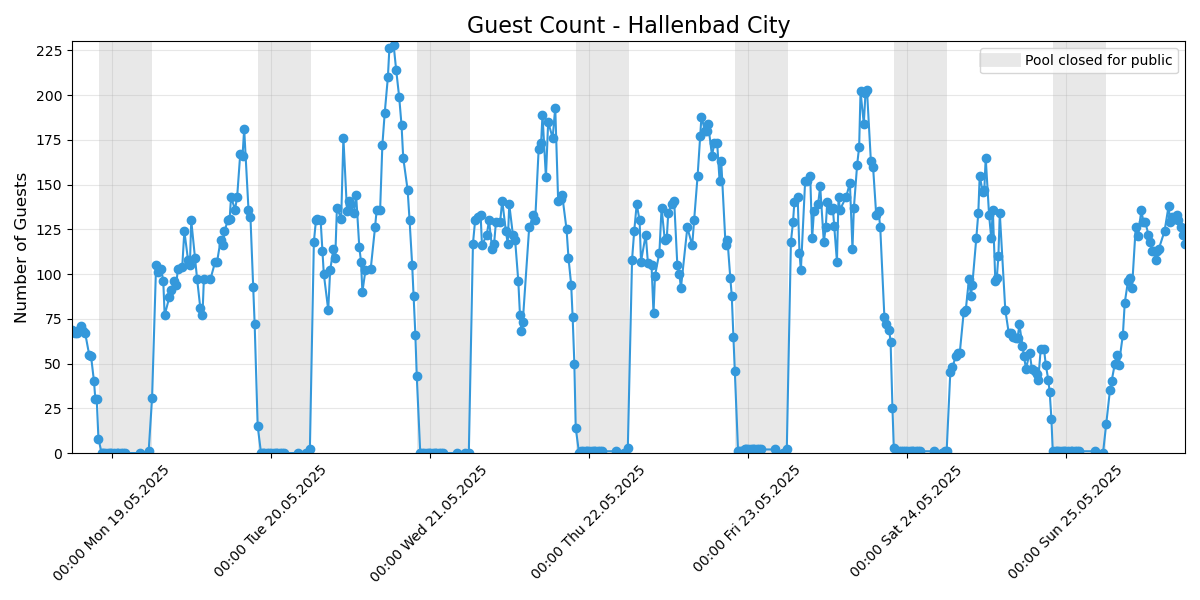 Guest Count - Hallenbad City
Pool closed for public
Number of Guests
225
200
175
150
125
100
75
50
25
0
00:00 Mon 19.05.2025
00:00 Tue 20.05.2025
00:00 Wed 21.05.2025
00:00 Thu 22.05.2025
00:00 Fri 23.05.2025
00:00 Sat 24.05.2025
00:00 Sun 25.05.2025